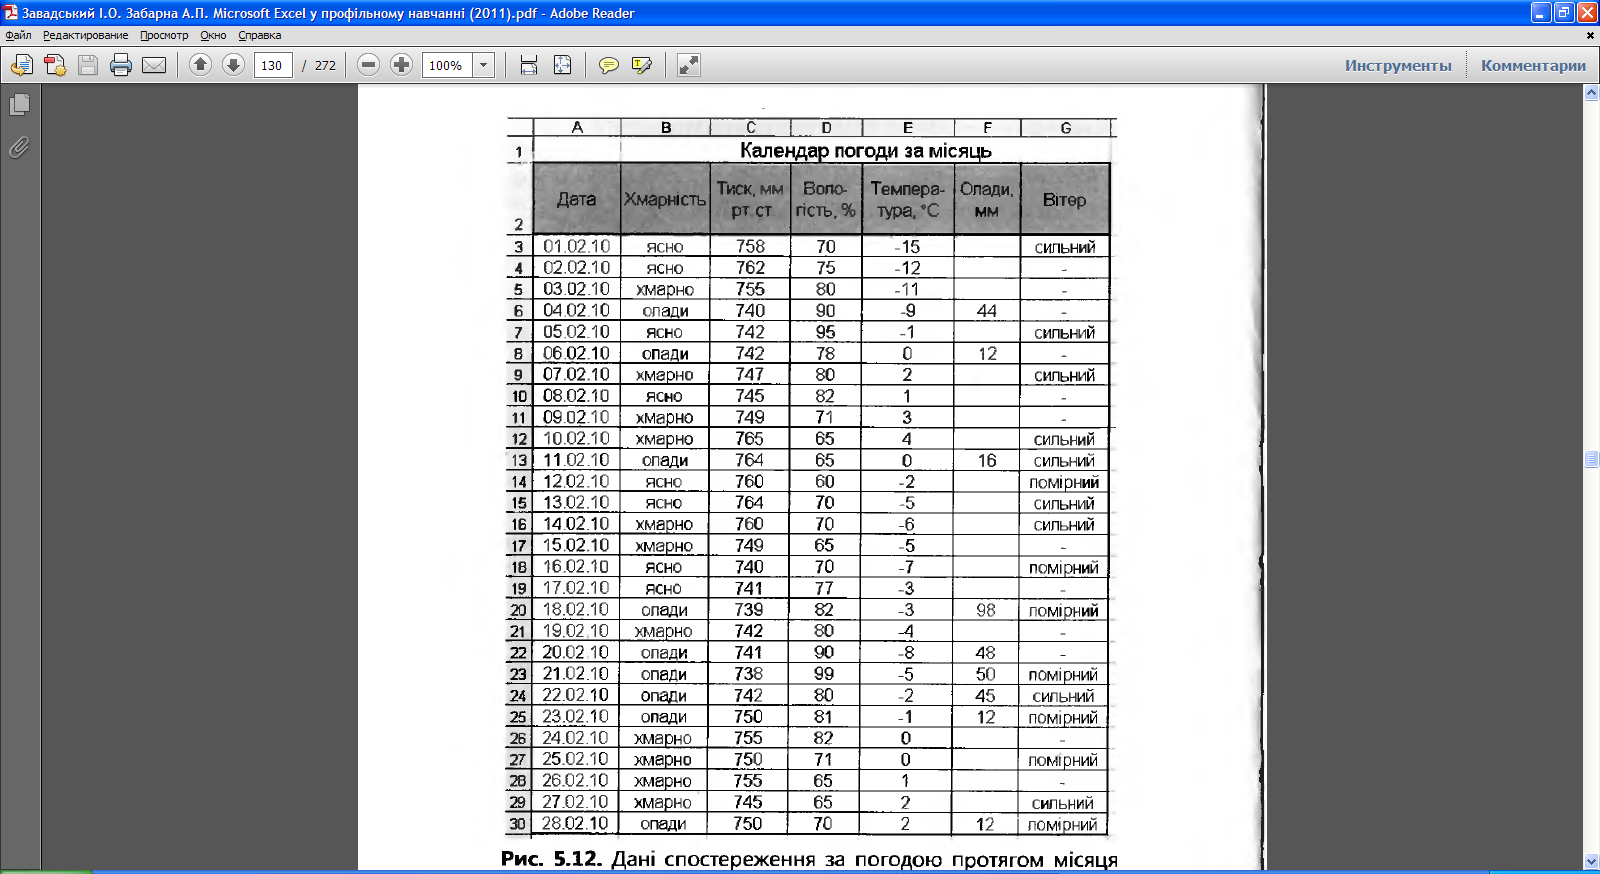 Завадський І.О. Забарна А.П. Microsoft Excel у профільному навчанні (2011).pdf - Adobe Reader
Файл Редактирование Просмотр Окно Справка
130 / 272 100% Инструменты Комментарии
A B C D E F G
1 Календар погоди за місяць
2 Дата Хмарність Тиск, мм рт. ст. Воло-гість, % Темпера-тура, °С Опади, мм Вітер
3 01.02.10 ясно 758 70 -15 сильний
4 02.02.10 ясно 762 75 -12 -
5 03.02.10 хмарно 755 80 -11 -
6 04.02.10 опади 740 90 -9 44 -
7 05.02.10 ясно 742 95 -1 сильний
8 06.02.10 опади 742 78 0 12 -
9 07.02.10 хмарно 747 80 2 сильний
10 08.02.10 ясно 745 82 1 -
11 09.02.10 хмарно 749 71 3 -
12 10.02.10 хмарно 765 65 4 сильний
13 11.02.10 опади 764 65 0 16 сильний
14 12.02.10 ясно 760 60 -2 помірний
15 13.02.10 ясно 764 70 -5 сильний
16 14.02.10 хмарно 760 70 -6 сильний
17 15.02.10 хмарно 749 65 -5 -
18 16.02.10 ясно 740 70 -7 помірний
19 17.02.10 ясно 741 77 -3 -
20 18.02.10 опади 739 82 -3 98 помірний
21 19.02.10 хмарно 742 80 -4 -
22 20.02.10 опади 741 90 -8 48 -
23 21.02.10 опади 738 99 -5 50 помірний
24 22.02.10 опади 742 80 -2 45 сильний
25 23.02.10 опади 750 81 -1 12 помірний
26 24.02.10 хмарно 755 82 0 -
27 25.02.10 хмарно 750 71 0 помірний
28 26.02.10 хмарно 755 65 1 -
29 27.02.10 хмарно 745 65 2 сильний
30 28.02.10 опади 750 70 2 12 помірний
Рис. 5.12. Дані спостереження за погодою протягом місяця